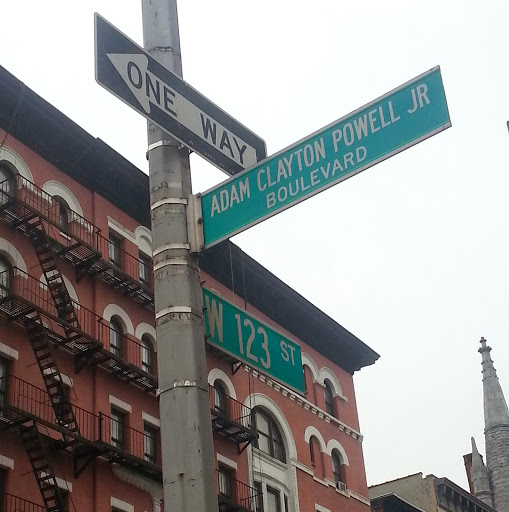 ONE WAY
ADAM CLAYTON POWELL JR
BOULEVARD
W 123 ST